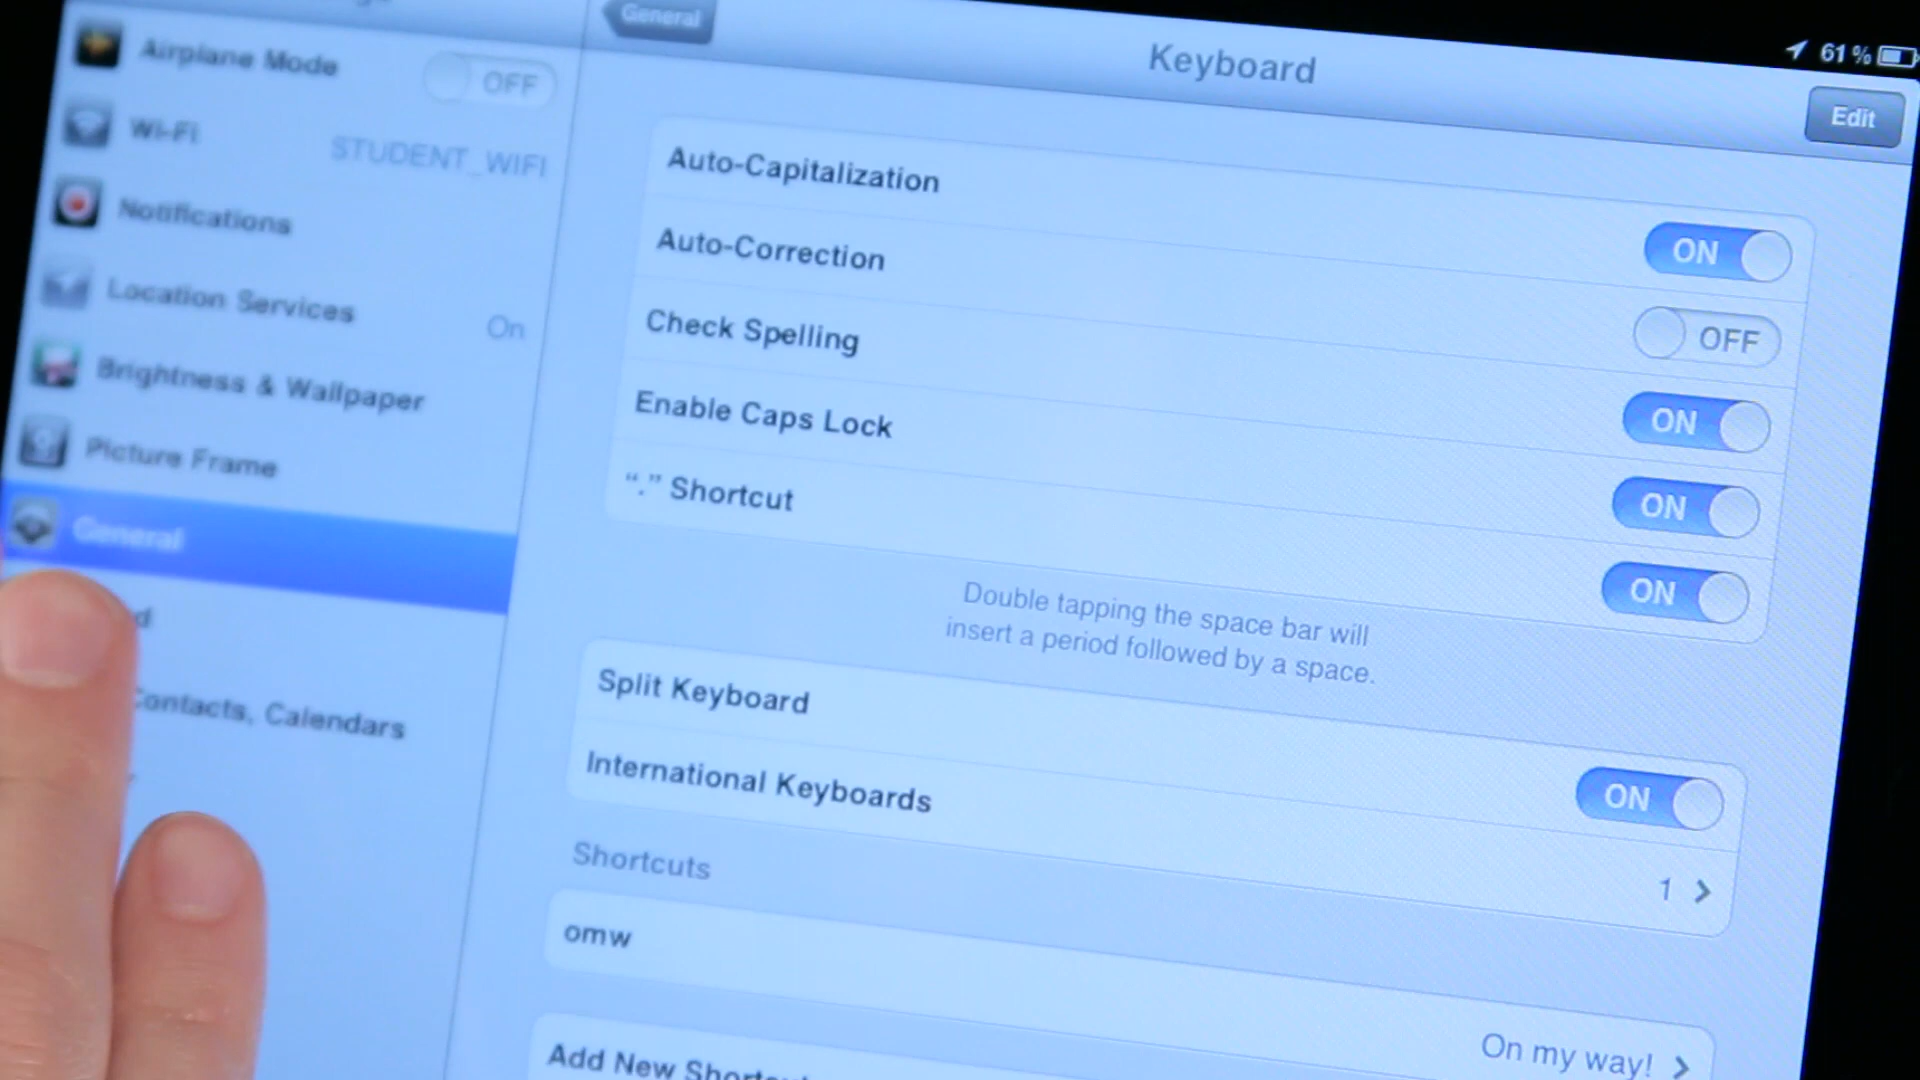 General
Keyboard
61 %
Edit
Airplane Mode
OFF
Wi-Fi
STUDENT_WIFI
Notifications
Location Services
On
Brightness & Wallpaper
Picture Frame
General
Contacts, Calendars
Auto-Capitalization
ON
Auto-Correction
OFF
Check Spelling
ON
Enable Caps Lock
ON
“.” Shortcut
ON
Double tapping the space bar will
insert a period followed by a space.
Split Keyboard
ON
International Keyboards
1
Shortcuts
omw
On my way!
Add New